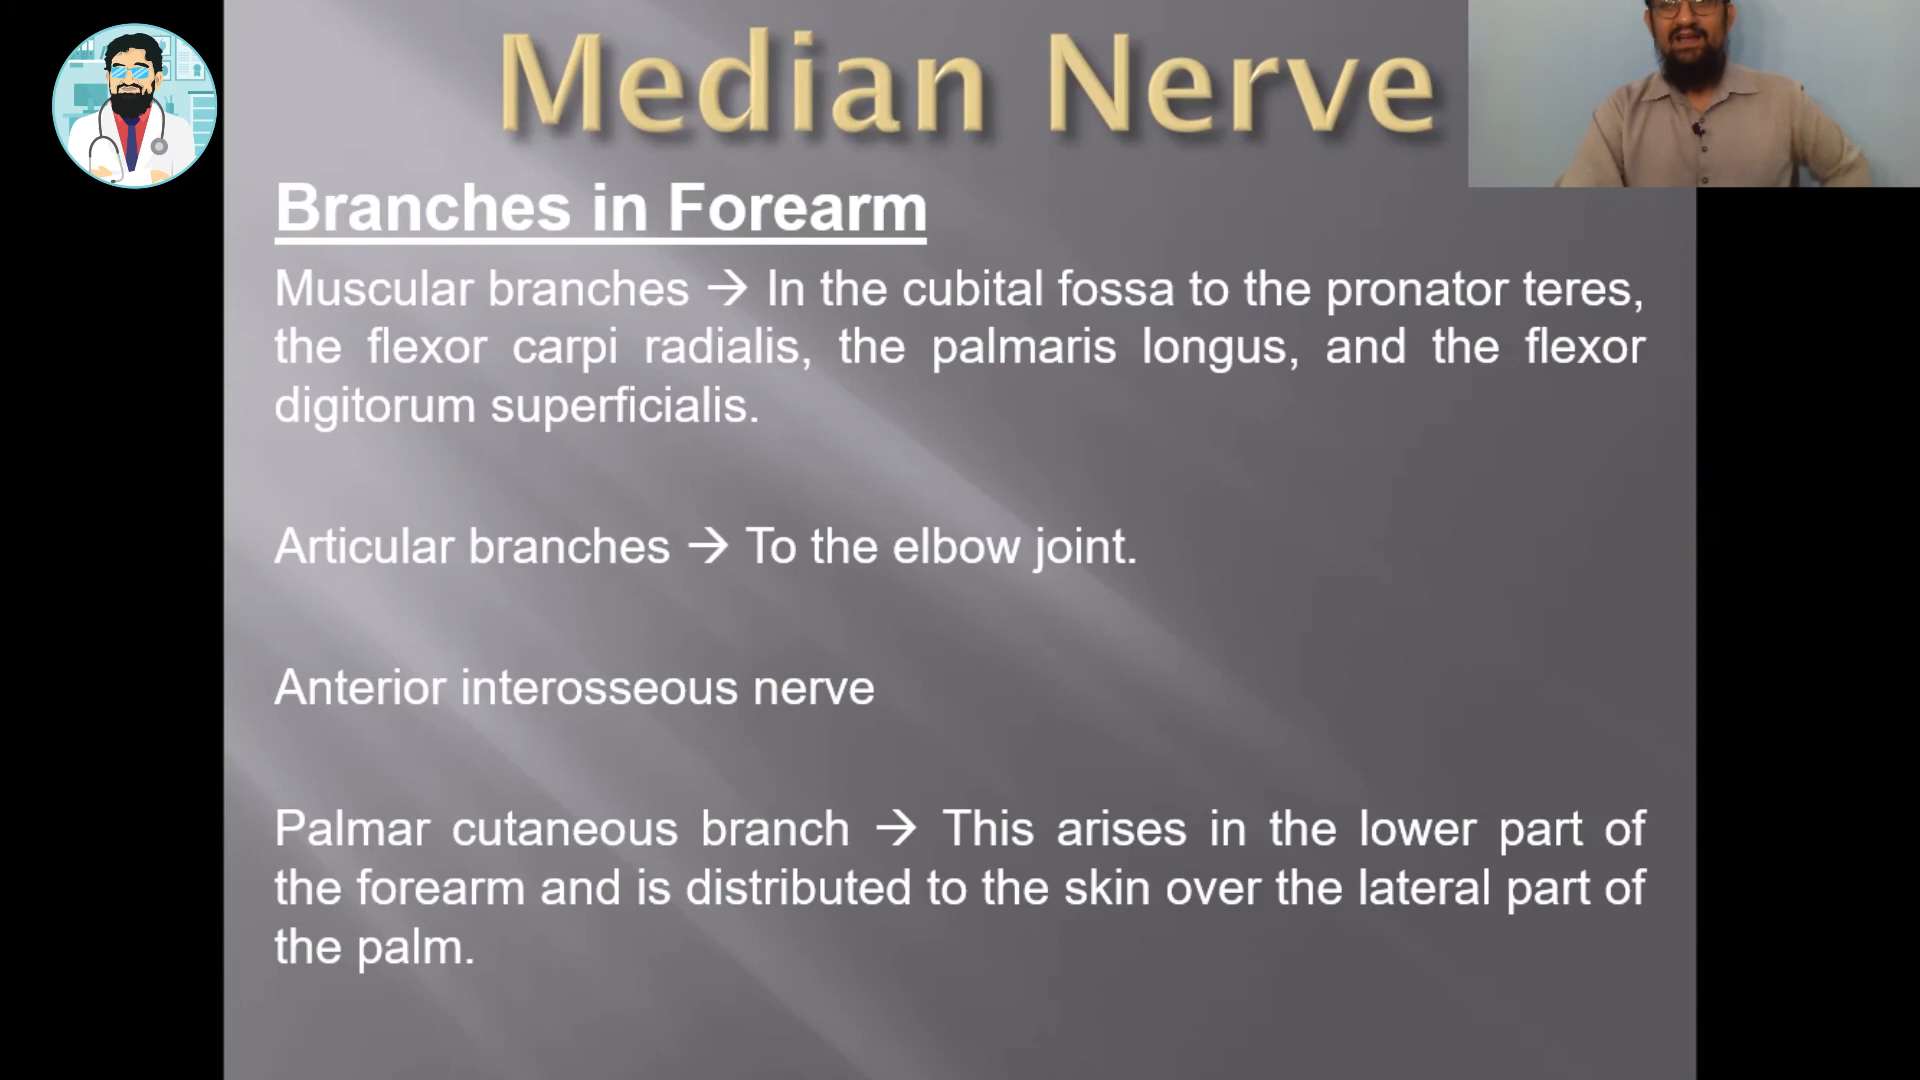 Median Nerve
Branches in Forearm
Muscular branches → In the cubital fossa to the pronator teres,
the flexor carpi radialis, the palmaris longus, and the flexor
digitorum superficialis.
Articular branches → To the elbow joint.
Anterior interosseous nerve
Palmar cutaneous branch → This arises in the lower part of
the forearm and is distributed to the skin over the lateral part of
the palm.